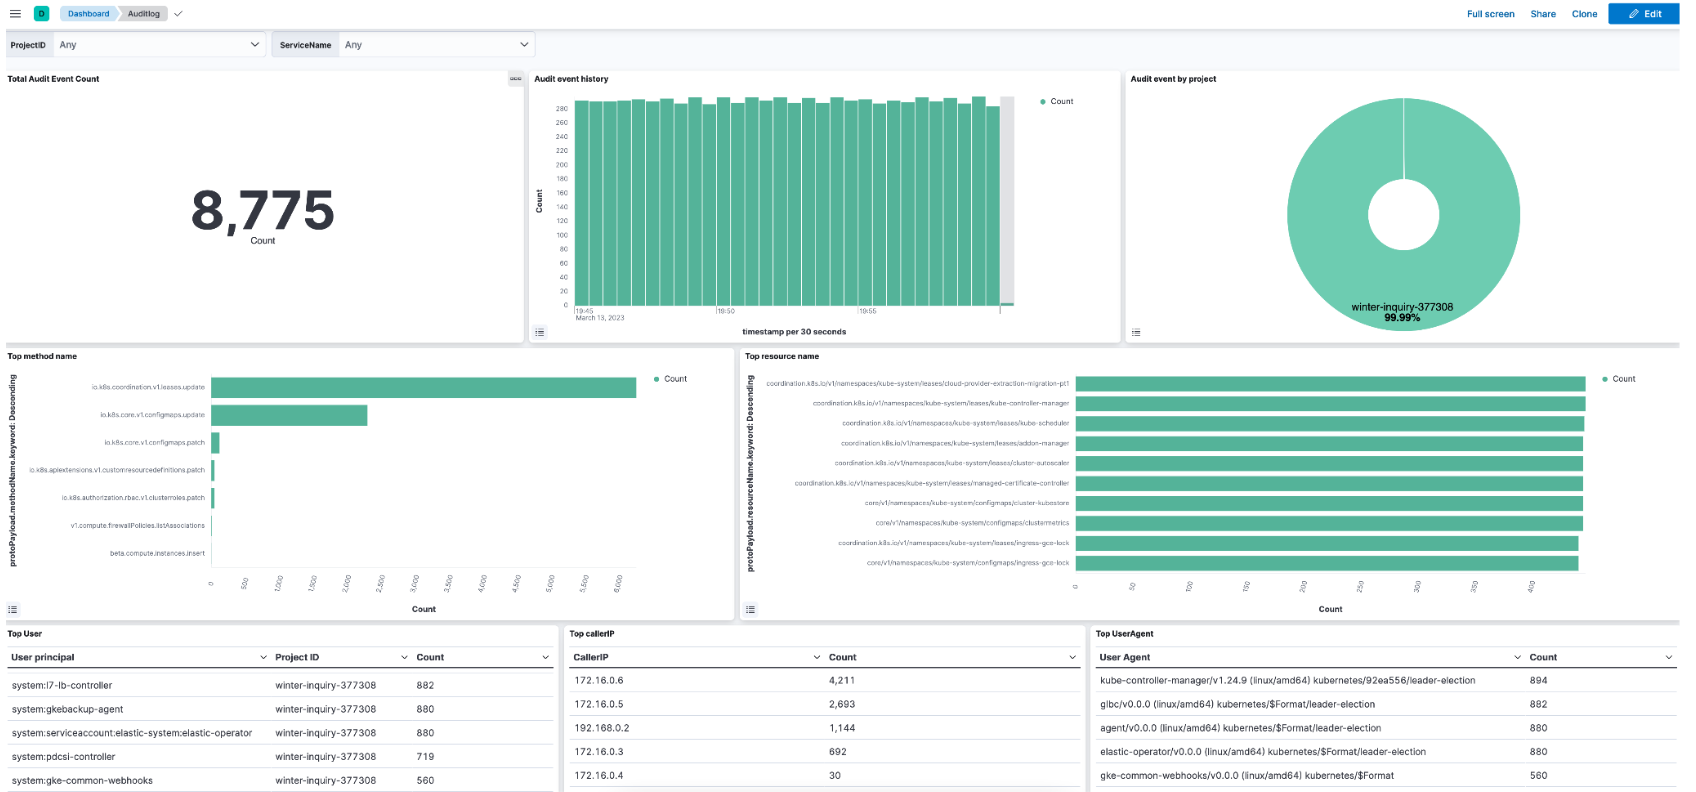 D Dashboard Auditlog Full screen Share Clone Edit
ProjectID Any ServiceName Any
Total Audit Event Count
8,775
Count
Audit event history
Count
280
260
240
220
200
180
160
140
120
100
80
60
40
20
0
Count
19:45 19:50 19:55
March 13, 2023
timestamp per 30 seconds
Audit event by project
winter-inquiry-377308
99.99%
Top method name
protoPayload.methodName.keyword: Descending
io.k8s.coordination.v1.leases.update
io.k8s.core.v1.configmaps.update
io.k8s.core.v1.configmaps.patch
io.k8s.apiextensions.v1.customresourcedefinitions.patch
io.k8s.authorization.rbac.v1.clusterroles.patch
v1.compute.firewallPolicies.listAssociations
beta.compute.instances.insert
0 500 1,000 1,500 2,000 2,500 3,000 3,500 4,000 4,500 5,000 5,500 6,000
Count
Count
Top resource name
protoPayload.resourceName.keyword: Descending
coordination.k8s.io/v1/namespaces/kube-system/leases/cloud-provider-extraction-migration-pt1
coordination.k8s.io/v1/namespaces/kube-system/leases/kube-controller-manager
coordination.k8s.io/v1/namespaces/kube-system/leases/kube-scheduler
coordination.k8s.io/v1/namespaces/kube-system/leases/addon-manager
coordination.k8s.io/v1/namespaces/kube-system/leases/cluster-autoscaler
coordination.k8s.io/v1/namespaces/kube-system/leases/managed-certificate-controller
core/v1/namespaces/kube-system/configmaps/cluster-kubestore
core/v1/namespaces/kube-system/configmaps/clustermetrics
coordination.k8s.io/v1/namespaces/kube-system/leases/ingress-gce-lock
core/v1/namespaces/kube-system/configmaps/ingress-gce-lock
0 50 100 150 200 250 300 350 400
Count
Count
Top User
User principal Project ID Count
system:l7-lb-controller winter-inquiry-377308 882
system:gkebackup-agent winter-inquiry-377308 880
system:serviceaccount:elastic-system:elastic-operator winter-inquiry-377308 880
system:pdcsi-controller winter-inquiry-377308 719
system:gke-common-webhooks winter-inquiry-377308 560
Top callerIP
CallerIP Count
172.16.0.6 4,211
172.16.0.5 2,693
192.168.0.2 1,144
172.16.0.3 692
172.16.0.4 30
Top UserAgent
User Agent Count
kube-controller-manager/v1.24.9 (linux/amd64) kubernetes/92ea556/leader-election 894
glbc/v0.0.0 (linux/amd64) kubernetes/$Format/leader-election 882
agent/v0.0.0 (linux/amd64) kubernetes/$Format/leader-election 880
elastic-operator/v0.0.0 (linux/amd64) kubernetes/$Format/leader-election 880
gke-common-webhooks/v0.0.0 (linux/amd64) kubernetes/$Format 560